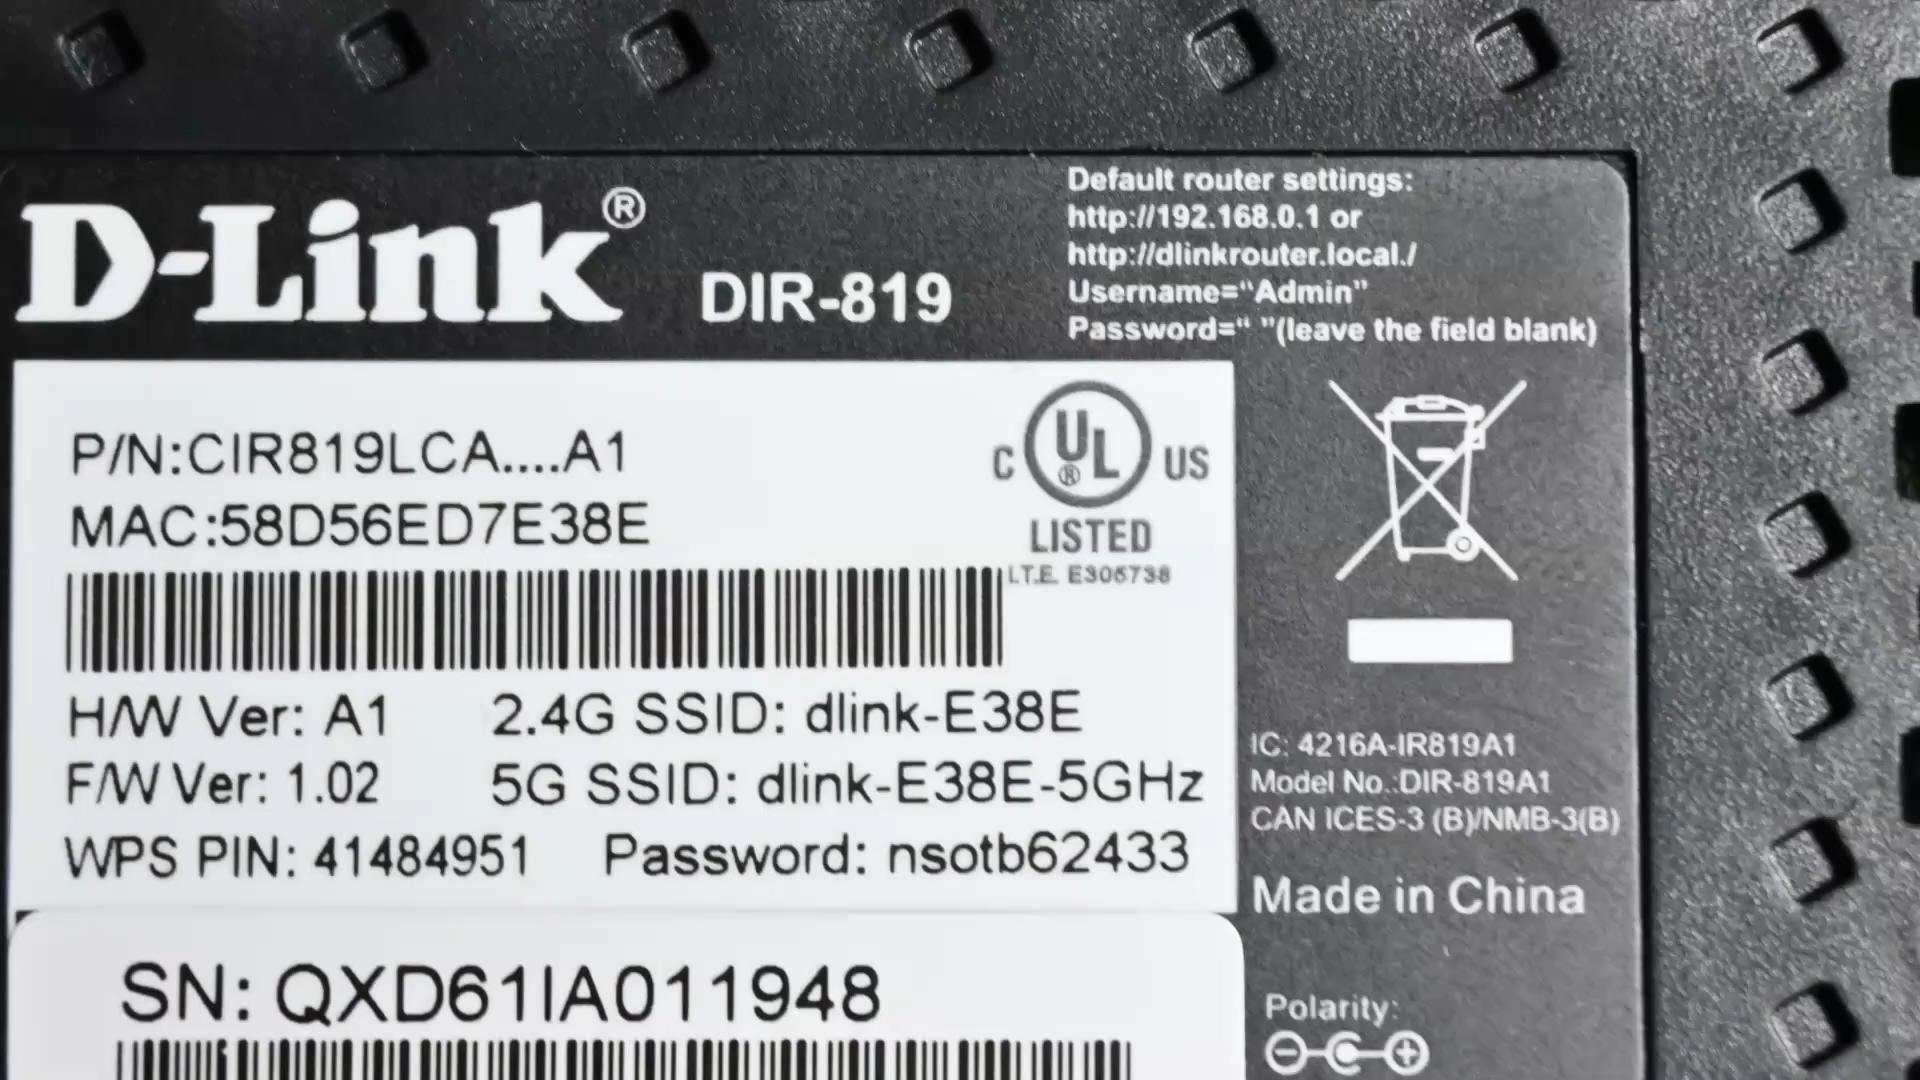 D-Link®
DIR-819
Default router settings:
http://192.168.0.1 or
http://dlinkrouter.local./
Username="Admin"
Password=" "(leave the field blank)
P/N:CIR819LCA....A1
MAC:58D56ED7E38E
C UL ® US
LISTED
I.T.E. E306738
H/W Ver: A1 2.4G SSID: dlink-E38E
F/W Ver: 1.02 5G SSID: dlink-E38E-5GHz
WPS PIN: 41484951 Password: nsotb62433
SN: QXD61IA011948
IC: 4216A-IR819A1
Model No.:DIR-819A1
CAN ICES-3 (B)/NMB-3(B)
Made in China
Polarity: